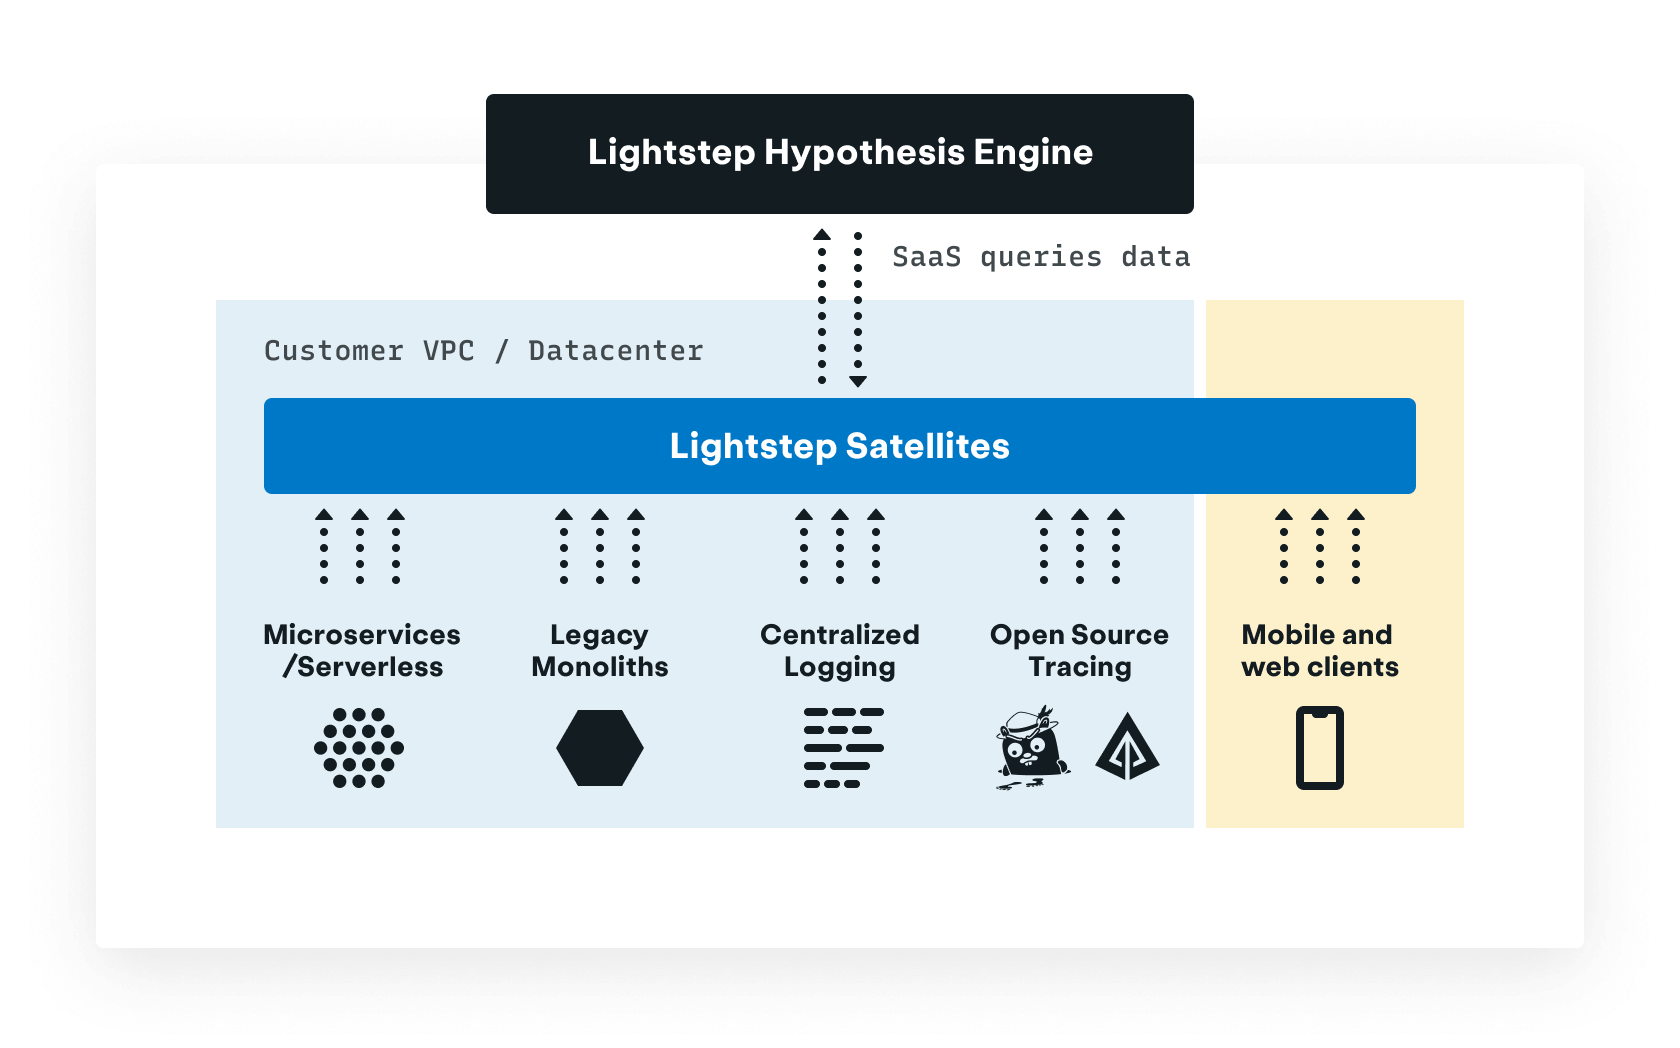 Lightstep Hypothesis Engine
SaaS queries data
Customer VPC / Datacenter
Lightstep Satellites
Microservices
/Serverless
Legacy
Monoliths
Centralized
Logging
Open Source
Tracing
Mobile and
web clients